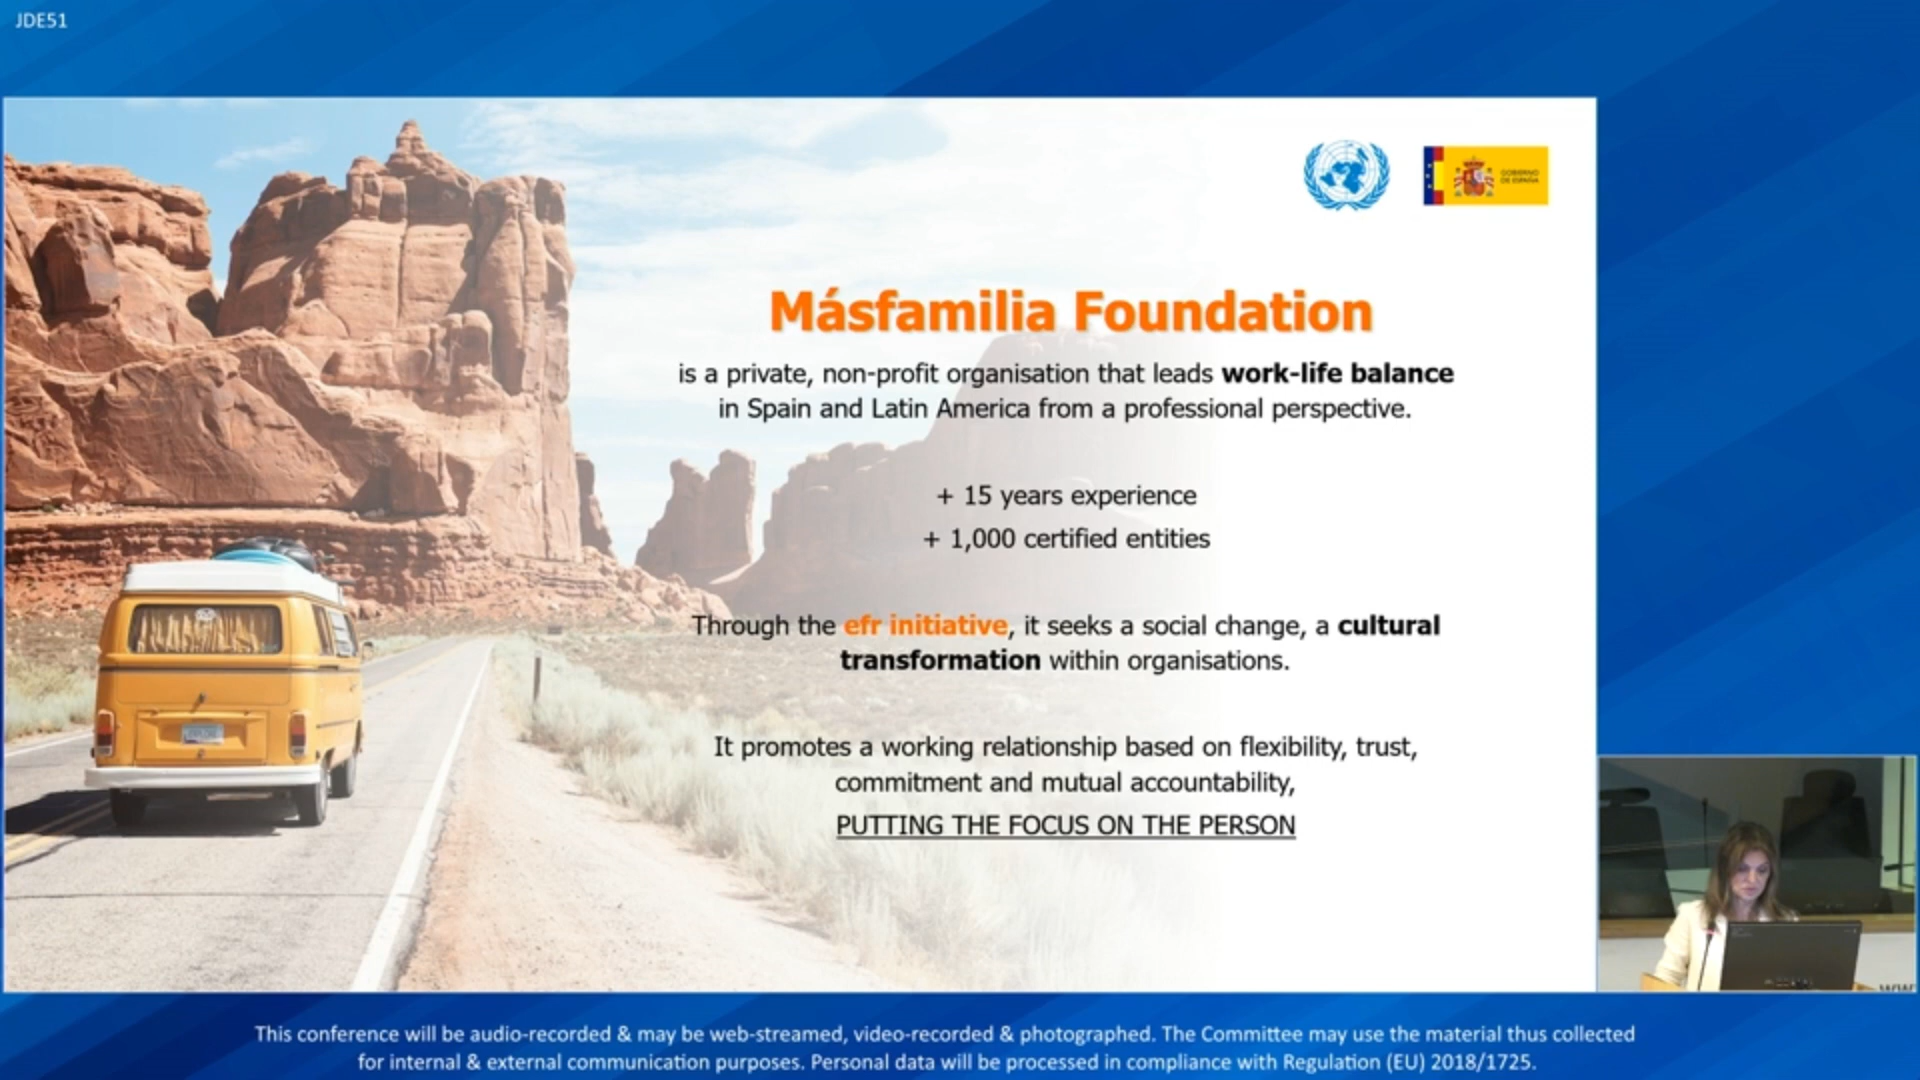 JDE51
GOBIERNO
DE ESPAÑA
Másfamilia Foundation
is a private, non-profit organisation that leads work-life balance
in Spain and Latin America from a professional perspective.
+ 15 years experience
+ 1,000 certified entities
Through the efr initiative, it seeks a social change, a cultural
transformation within organisations.
It promotes a working relationship based on flexibility, trust,
commitment and mutual accountability,
PUTTING THE FOCUS ON THE PERSON
This conference will be audio-recorded & may be web-streamed, video-recorded & photographed. The Committee may use the material thus collected
for internal & external communication purposes. Personal data will be processed in compliance with Regulation (EU) 2018/1725.